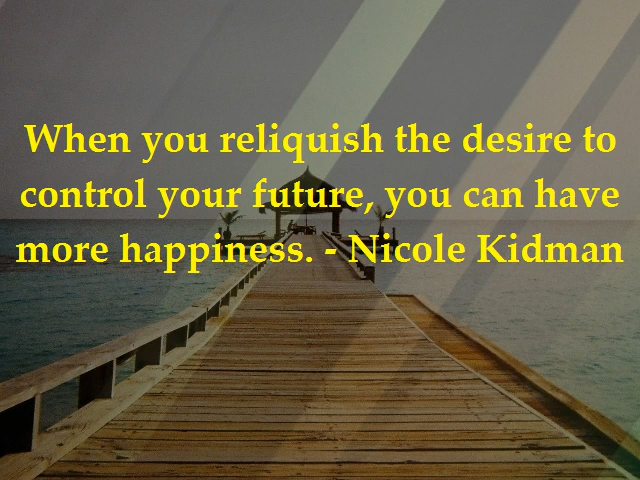 When you reliquish the desire to
control your future, you can have
more happiness. - Nicole Kidman